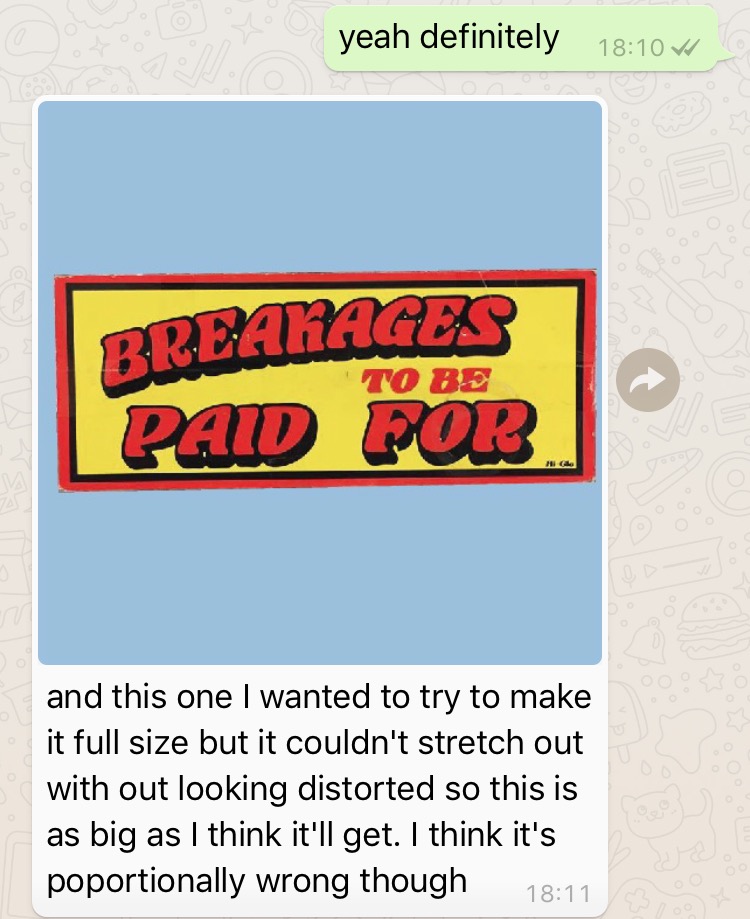 yeah definitely 18:10
BREAKAGES
TO BE
PAID FOR
Hi-Glo
and this one I wanted to try to make
it full size but it couldn't stretch out
with out looking distorted so this is
as big as I think it'll get. I think it's
poportionally wrong though 18:11